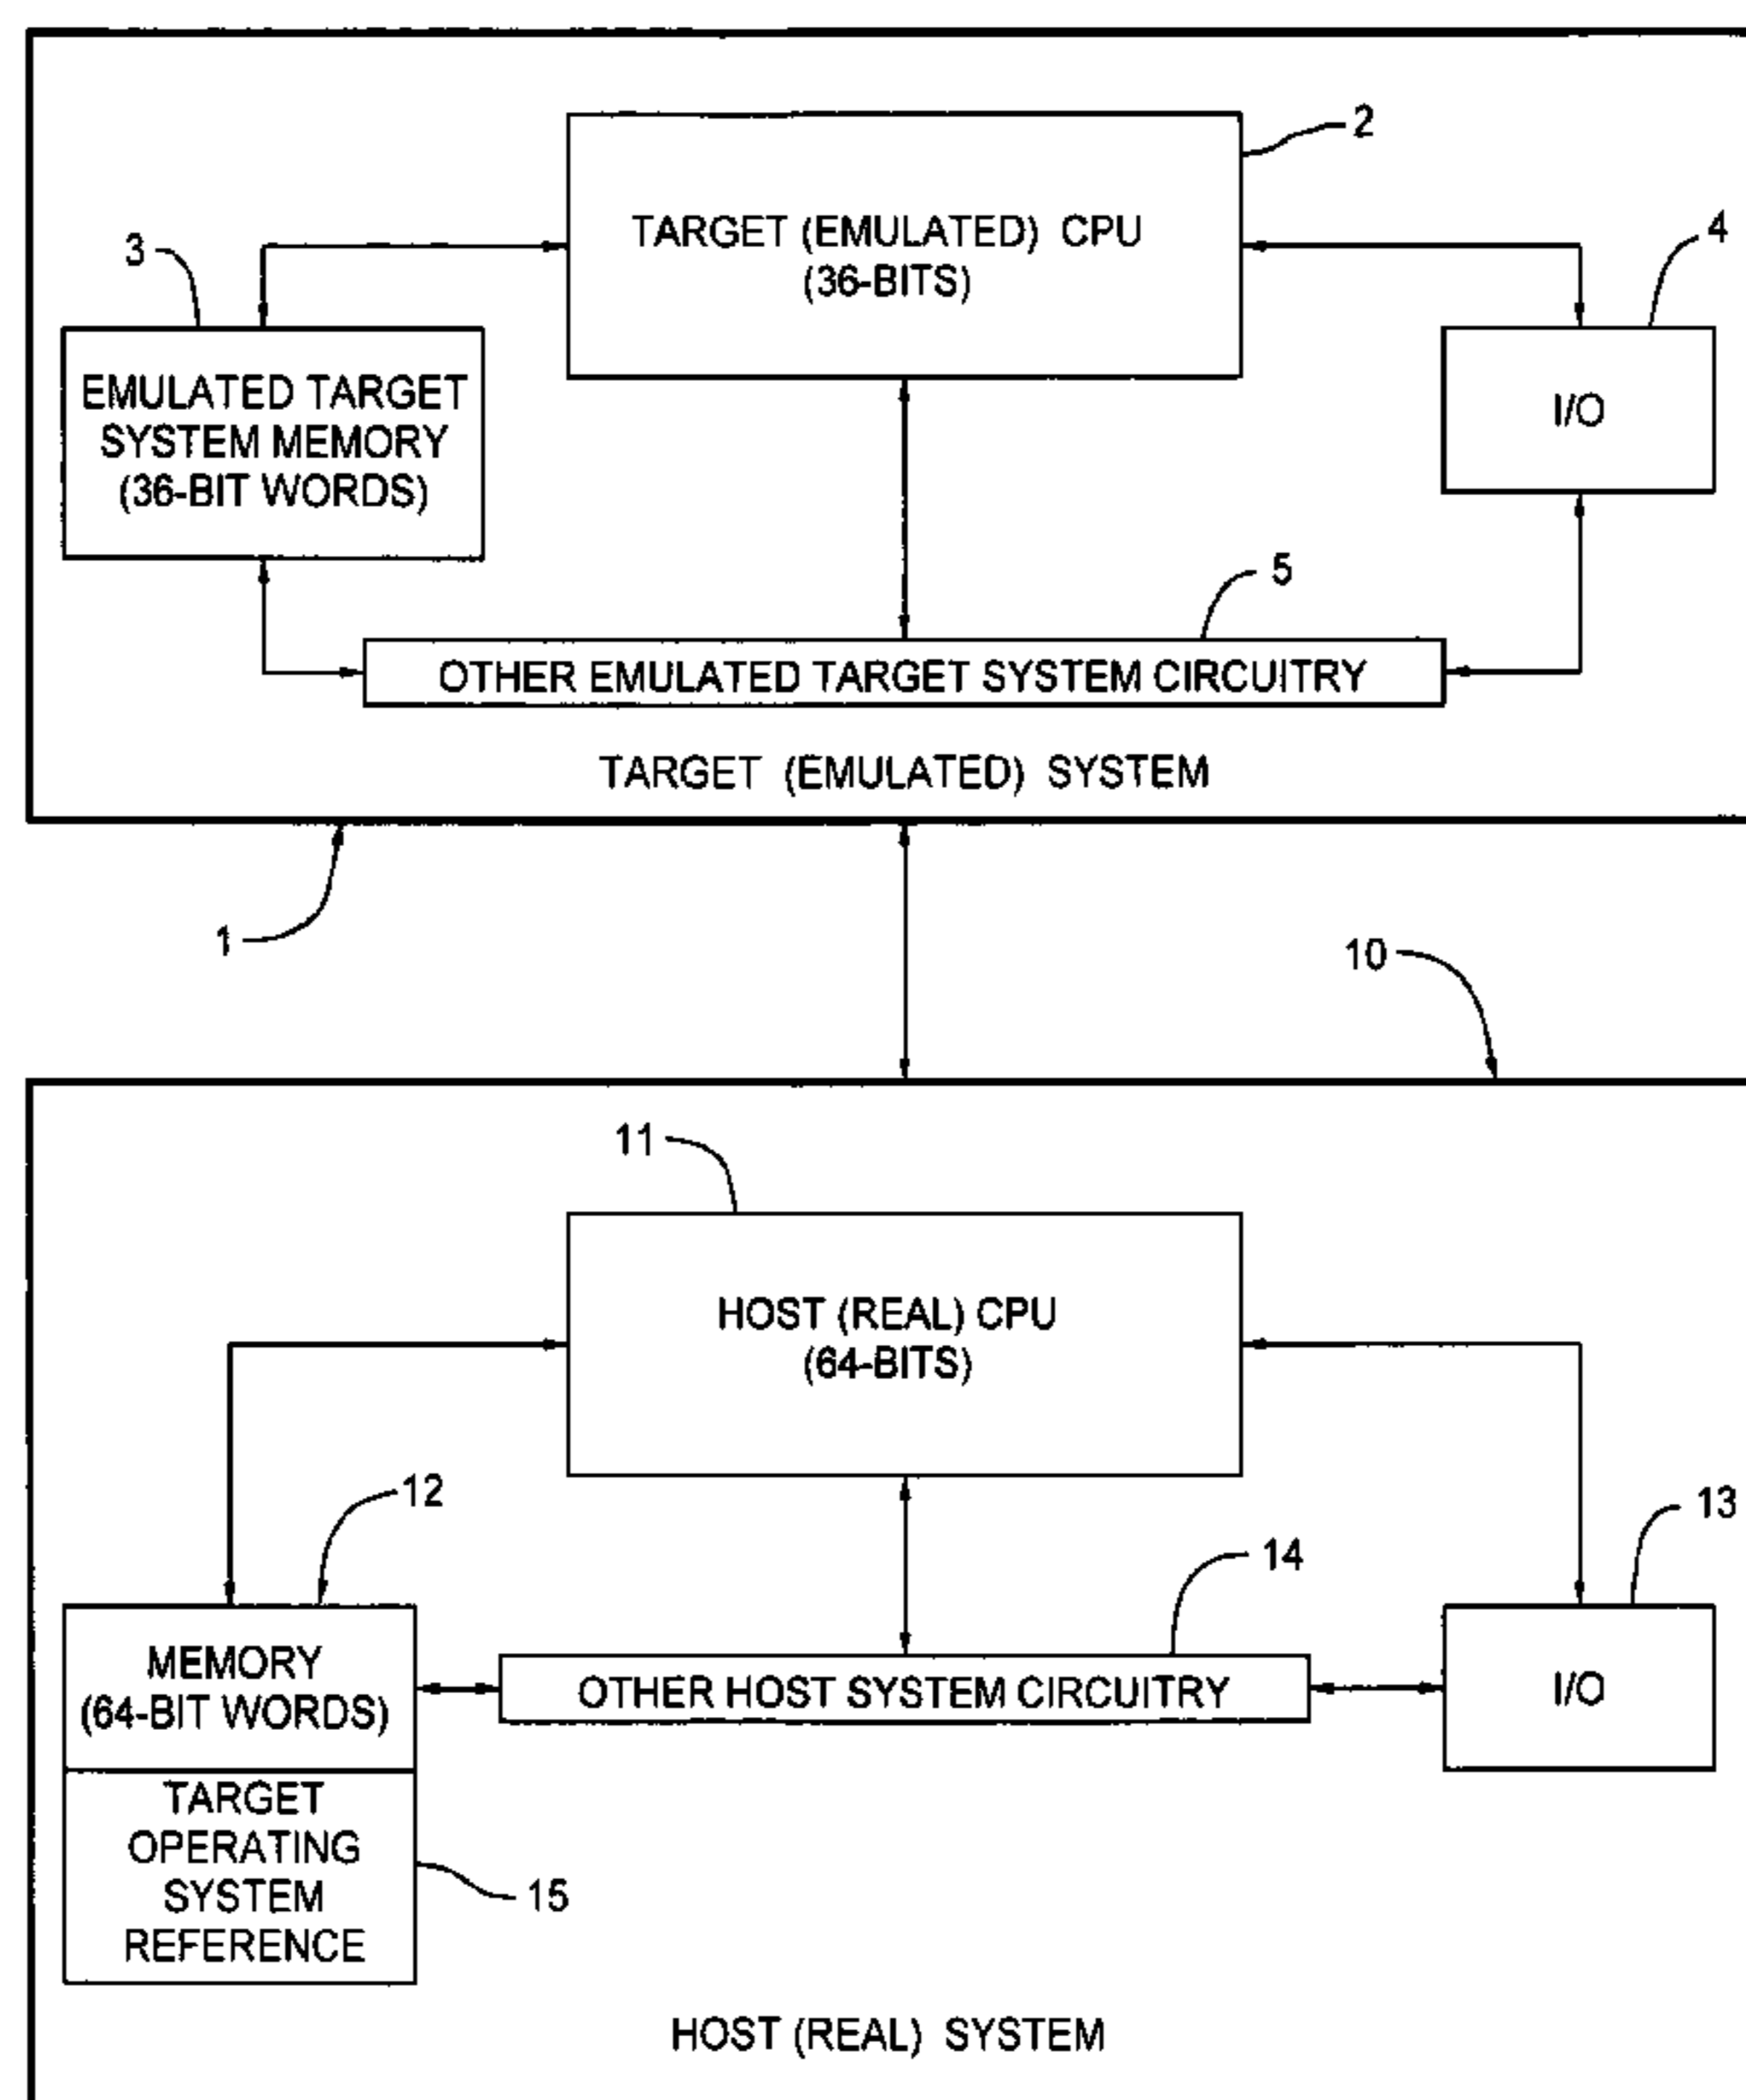 2
TARGET (EMULATED) CPU
(36-BITS)
3
4
EMULATED TARGET
SYSTEM MEMORY
(36-BIT WORDS)
I/O
5
OTHER EMULATED TARGET SYSTEM CIRCUITRY
TARGET (EMULATED) SYSTEM
1
10
11
HOST (REAL) CPU
(64-BITS)
12
13
14
MEMORY
(64-BIT WORDS)
OTHER HOST SYSTEM CIRCUITRY
I/O
TARGET
OPERATING
SYSTEM
REFERENCE
15
HOST (REAL) SYSTEM